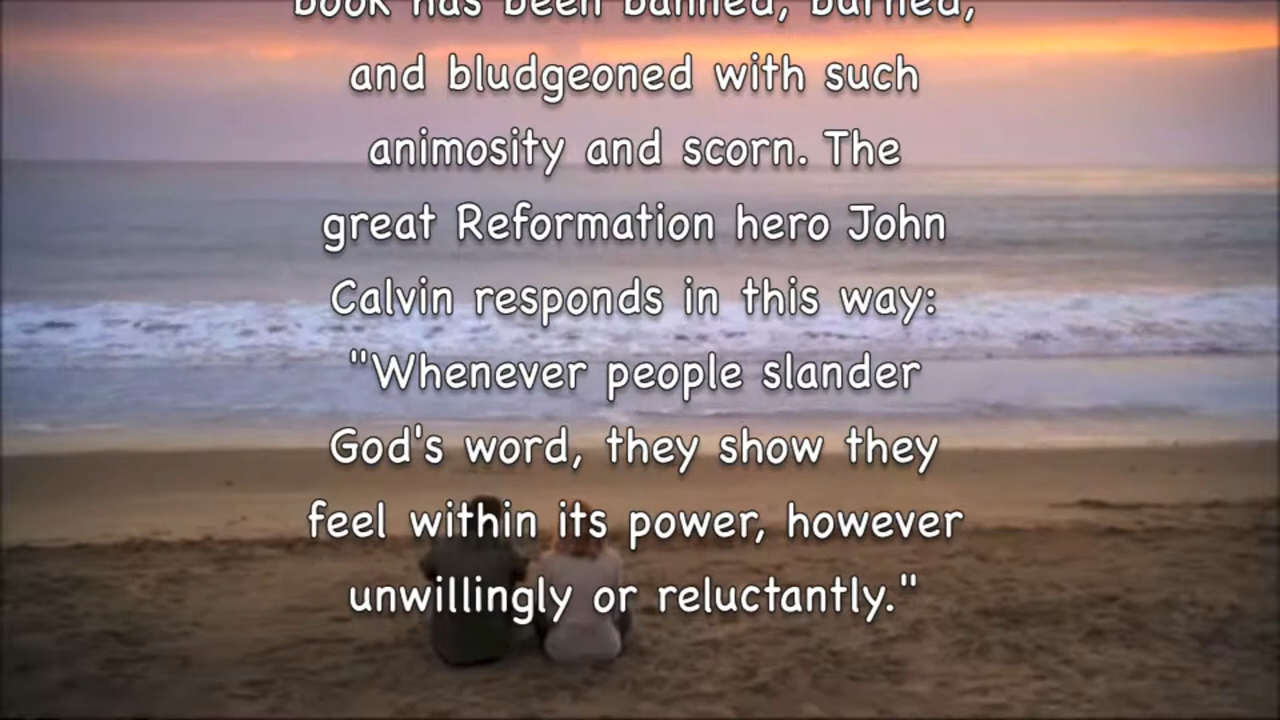 book has been banned, burned,
and bludgeoned with such
animosity and scorn. The
great Reformation hero John
Calvin responds in this way:
"Whenever people slander
God's word, they show they
feel within its power, however
unwillingly or reluctantly."